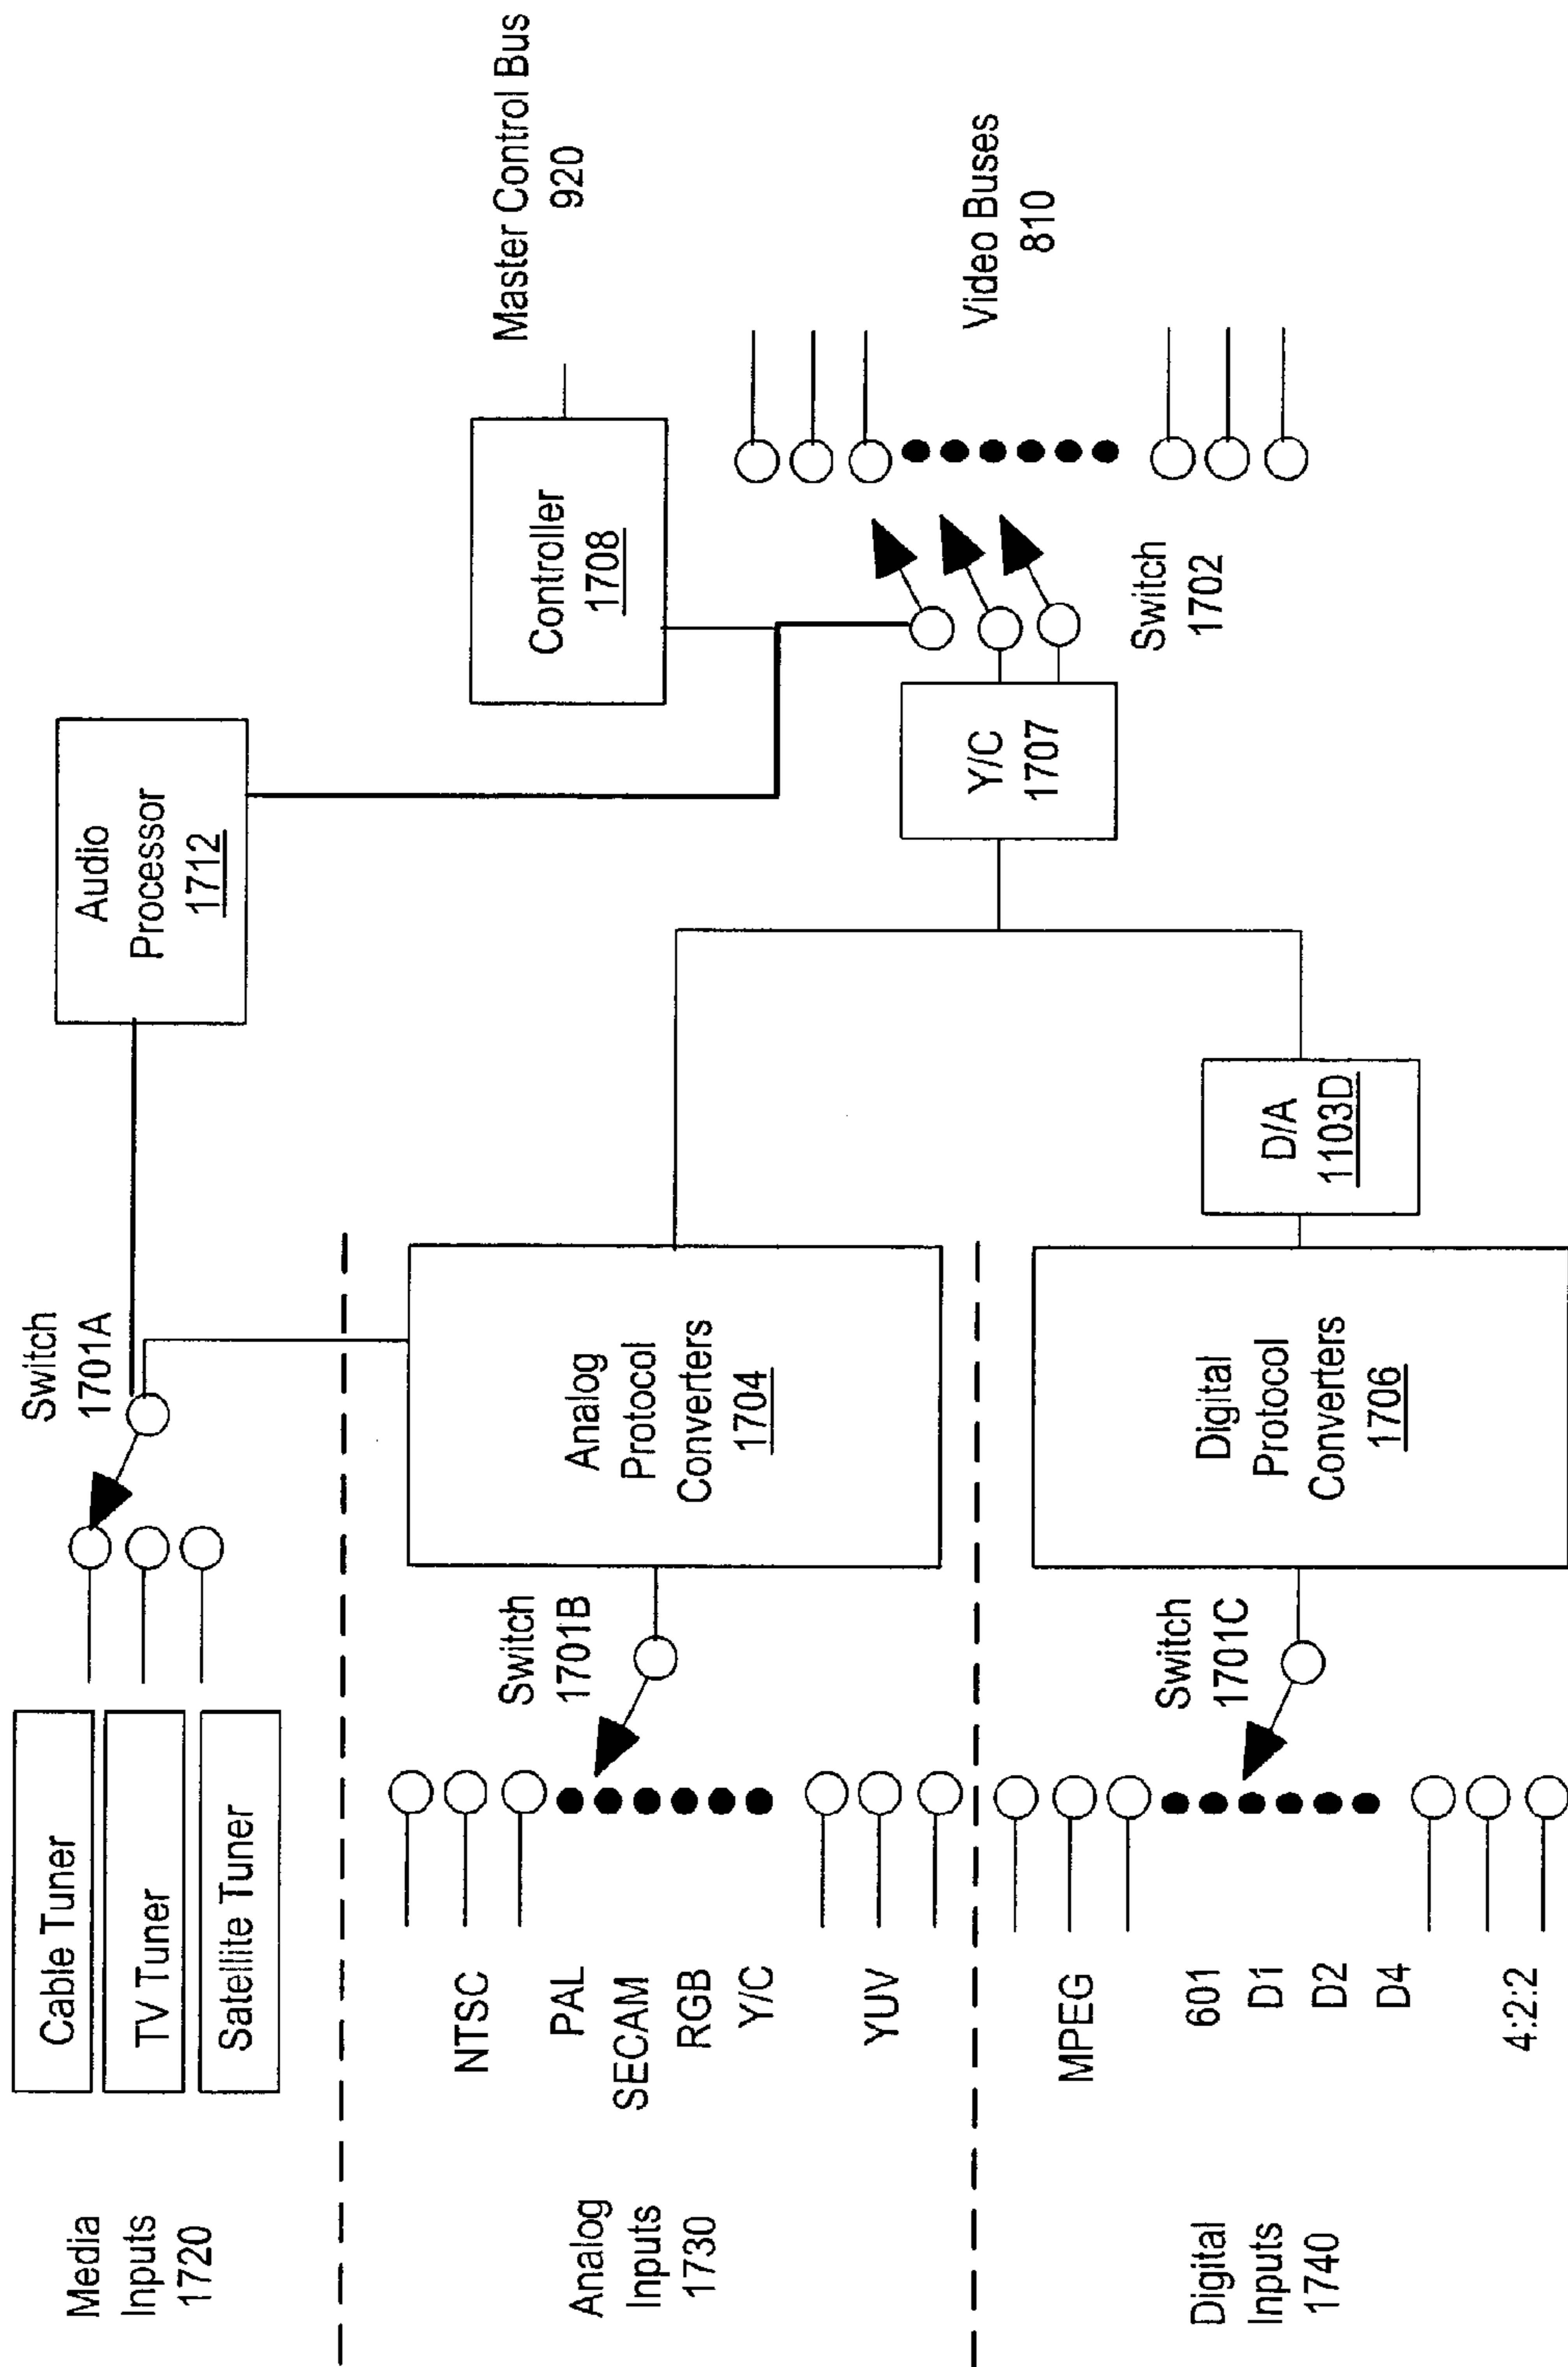 Media
Inputs
1720
Cable Tuner
TV Tuner
Satellite Tuner
Switch
1701A
Audio
Processor
1712
Analog
Inputs
1730
NTSC
PAL
SECAM
RGB
Y/C
YUV
Switch
1701B
Analog
Protocol
Converters
1704
Controller
1708
Master Control Bus
920
Y/C
1707
Switch
1702
Video Buses
810
Digital
Inputs
1740
MPEG
601
D1
D2
D4
4:2:2
Switch
1701C
Digital
Protocol
Converters
1706
D/A
1103D